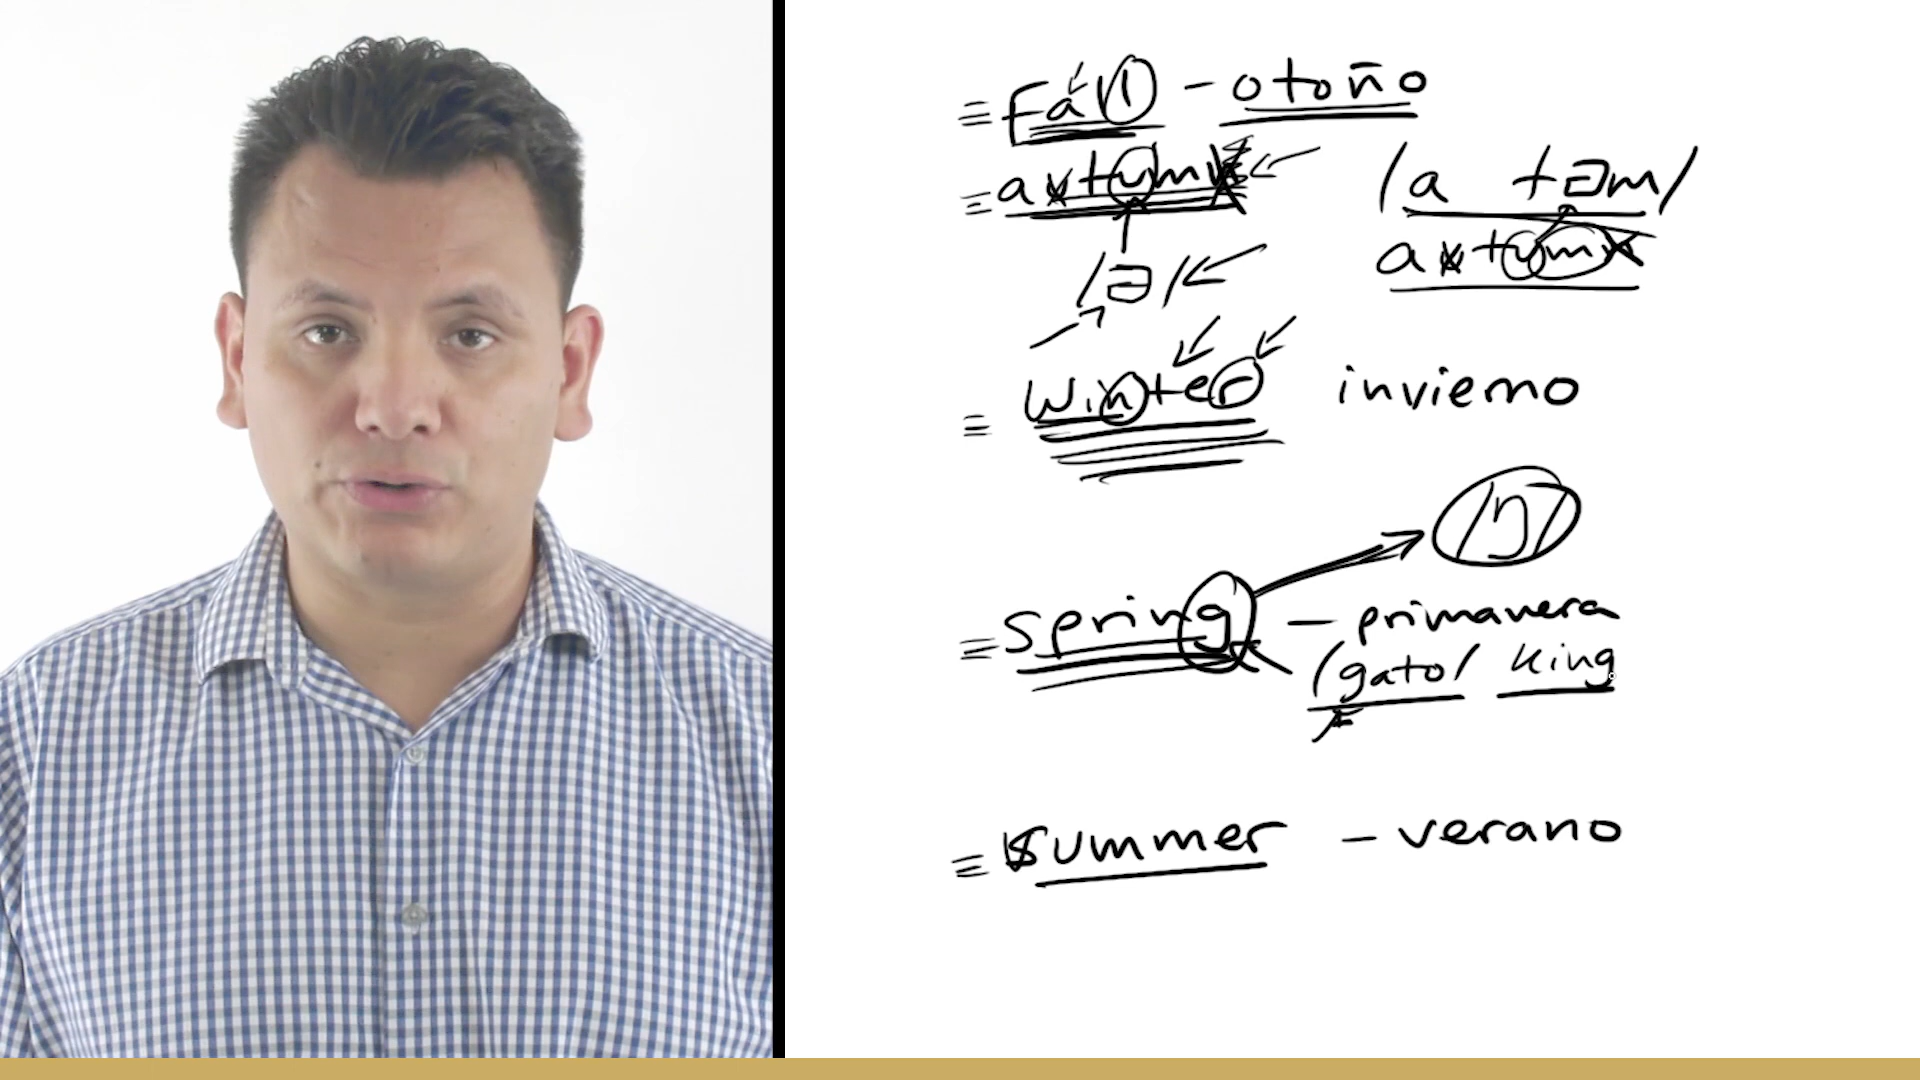 Fall - otoño
autumn /a təm/
autumn
/ə/
winter invierno
/ŋ/
spring - primavera
/gato/ king
summer - verano